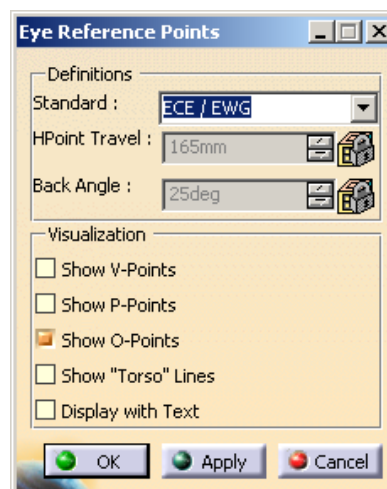 Eye Reference Points
Definitions
Standard : ECE / EWG
HPoint Travel : 165mm
Back Angle : 25deg
Visualization
Show V-Points
Show P-Points
Show O-Points
Show "Torso" Lines
Display with Text
OK Apply Cancel